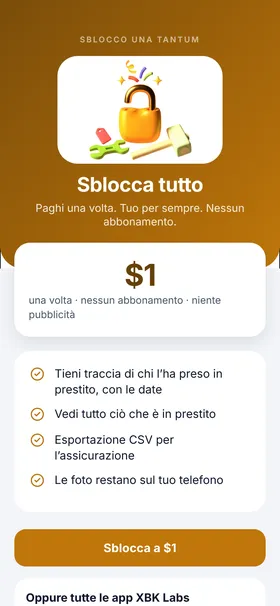 SBLOCCO UNA TANTUM
Sblocca tutto
Paghi una volta. Tuo per sempre. Nessun
abbonamento.
$1
una volta · nessun abbonamento · niente
pubblicità
Tieni traccia di chi l’ha preso in
prestito, con le date
Vedi tutto ciò che è in prestito
Esportazione CSV per
l’assicurazione
Le foto restano sul tuo telefono
Sblocca a $1
Oppure tutte le app XBK Labs